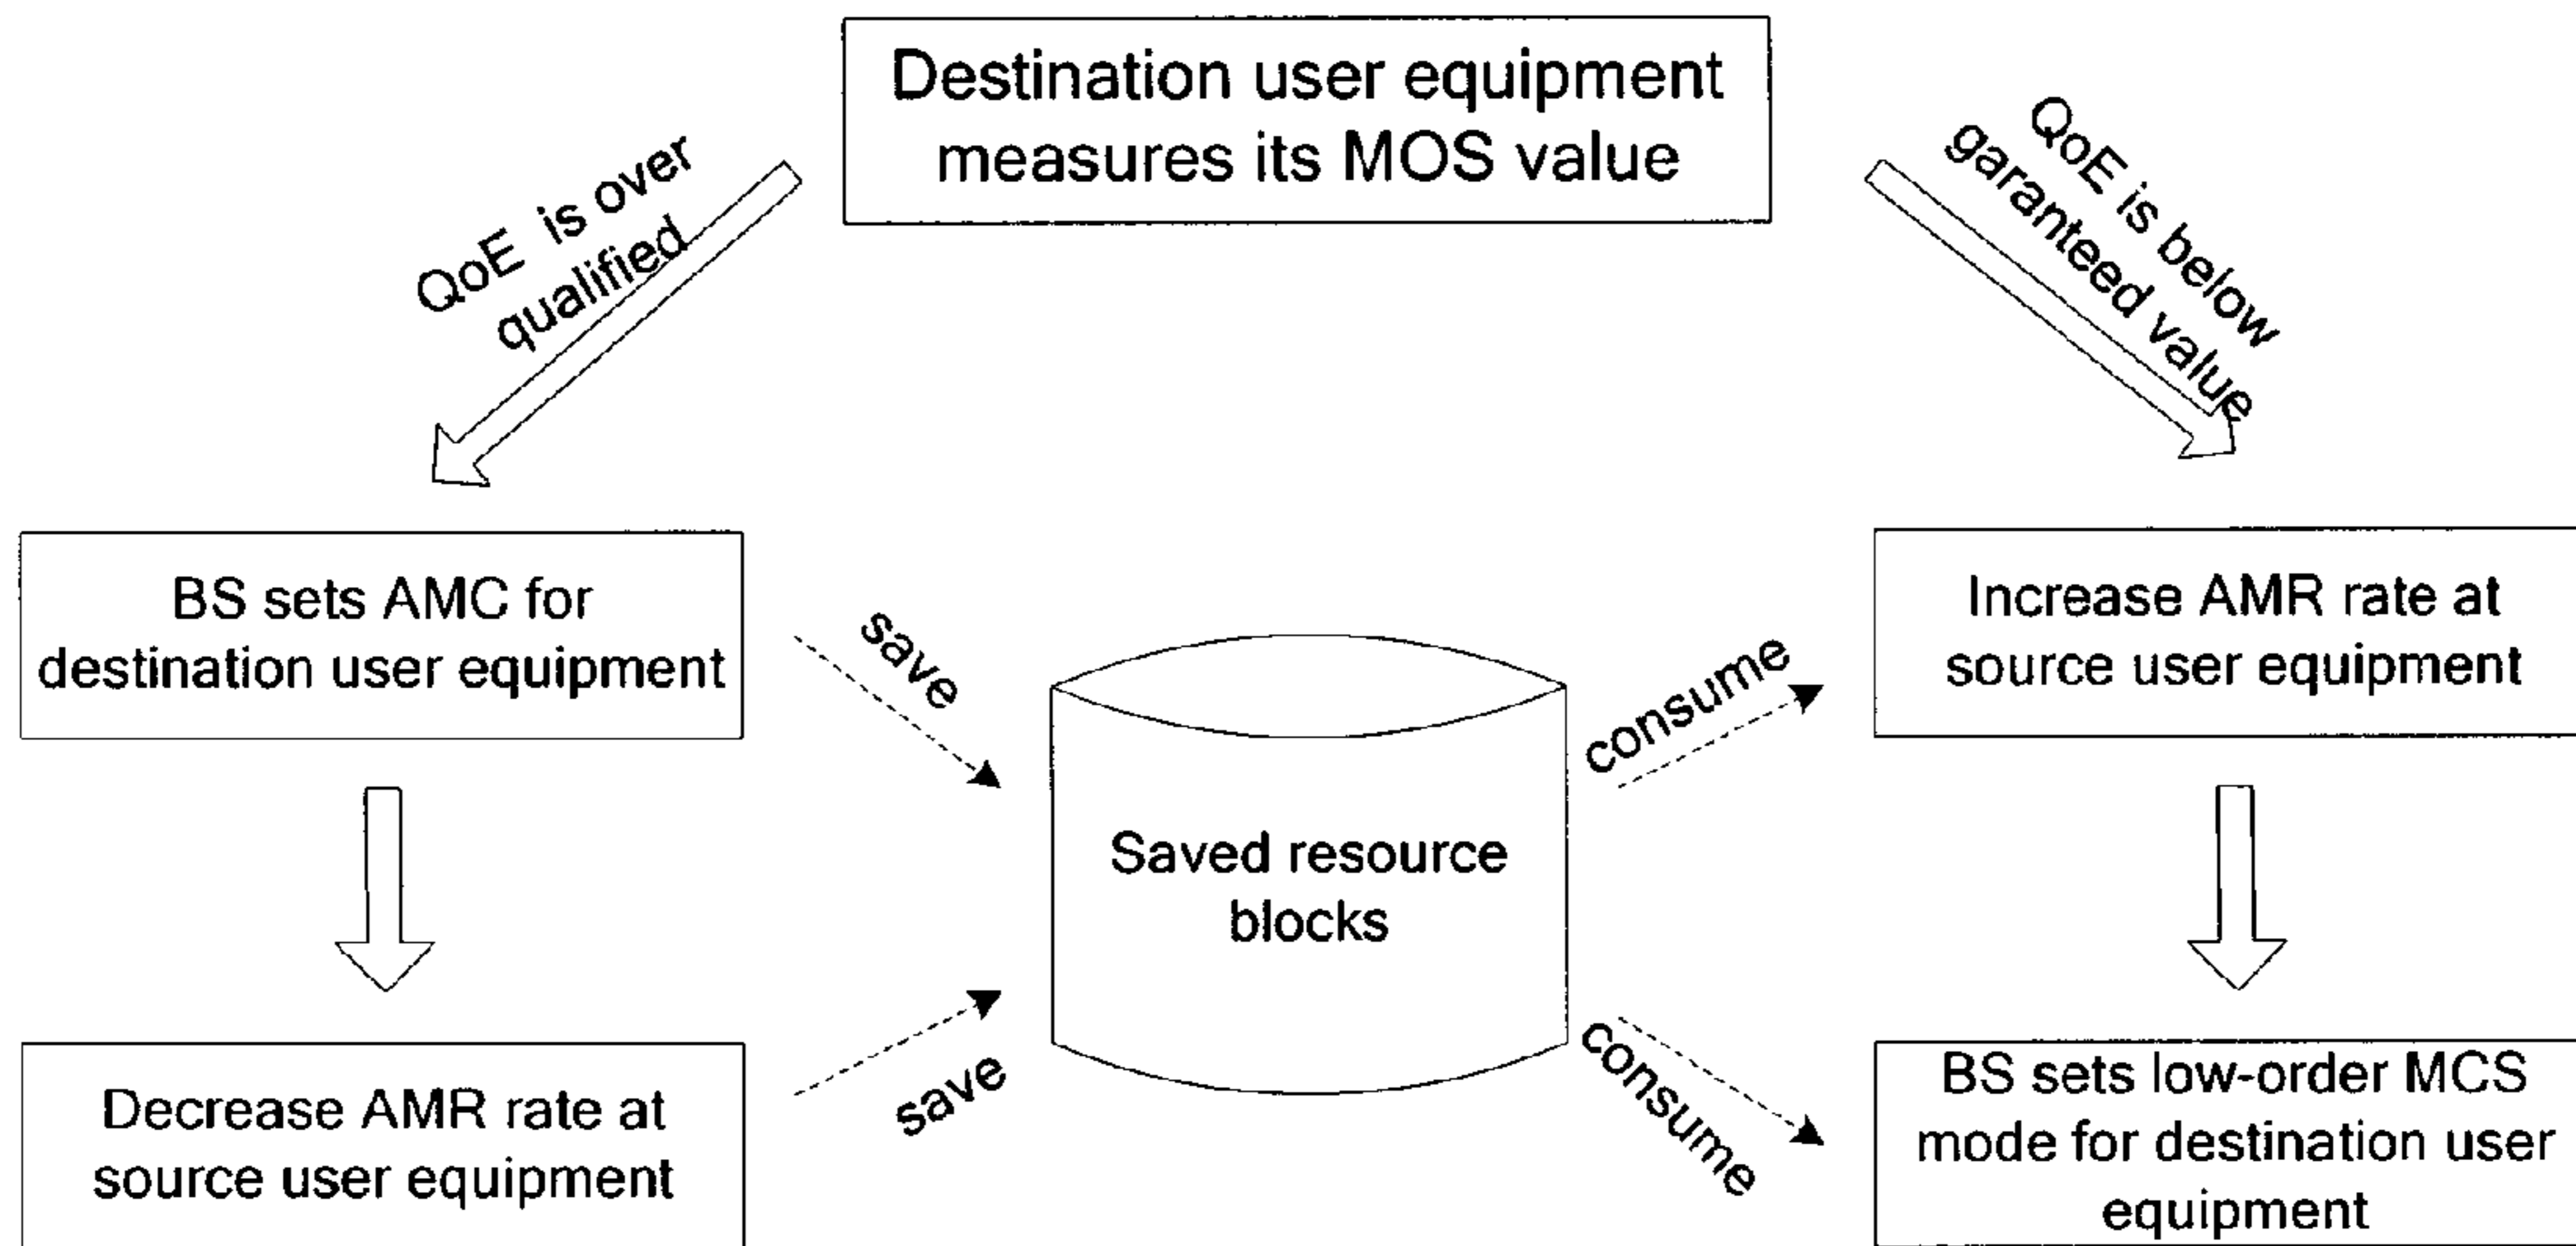 Destination user equipment
measures its MOS value
QoE is over
qualified
QoE is below
garanteed value
BS sets AMC for
destination user equipment
save
consume
Increase AMR rate at
source user equipment
Saved resource
blocks
Decrease AMR rate at
source user equipment
save
consume
BS sets low-order MCS
mode for destination user
equipment